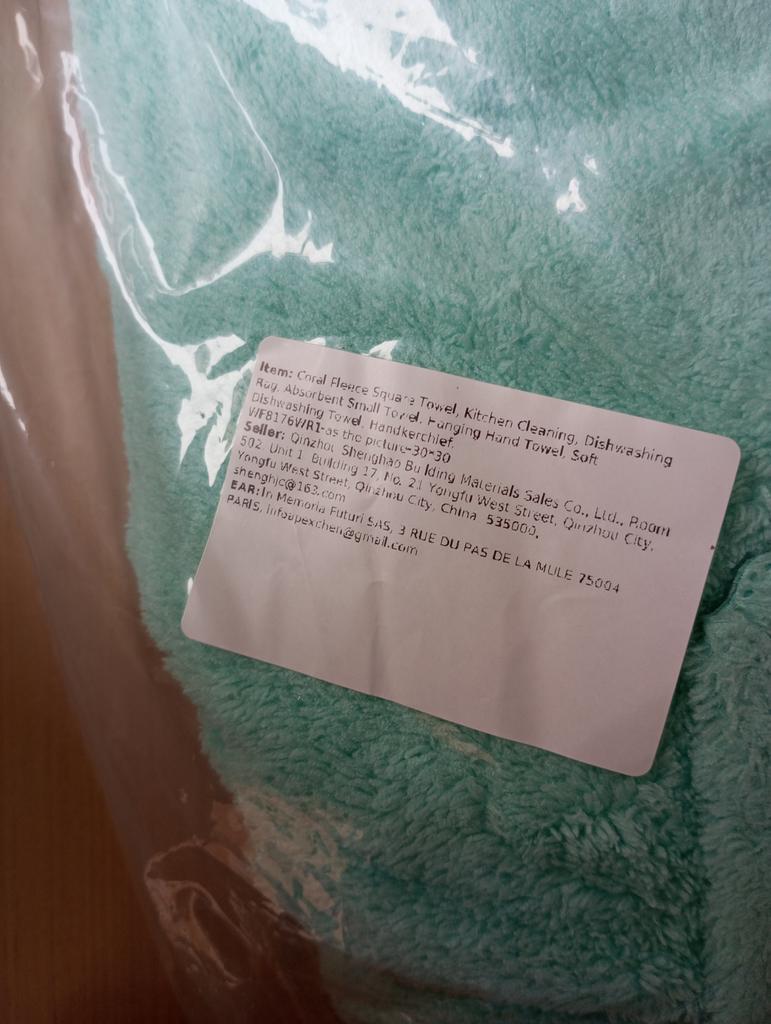 Item: Coral Fleece Square Towel, Kitchen Cleaning, Dishwashing
Rag, Absorbent Small Towel, Hanging Hand Towel, Soft
Dishwashing Towel, Handkerchief,
WF8176WR1-as the picture-30*30
Seller: Qinzhou Shenghao Building Materials Sales Co., Ltd., Room
502, Unit 1, Building 17, No. 21 Yongfu West Street, Qinzhou City,
Yongfu West Street, Qinzhou City, China 535000,
shenghjc@163.com
EAR: In Memoria Futuri SAS, 3 RUE DU PAS DE LA MULE 75004
PARIS, infoapexchen@gmail.com